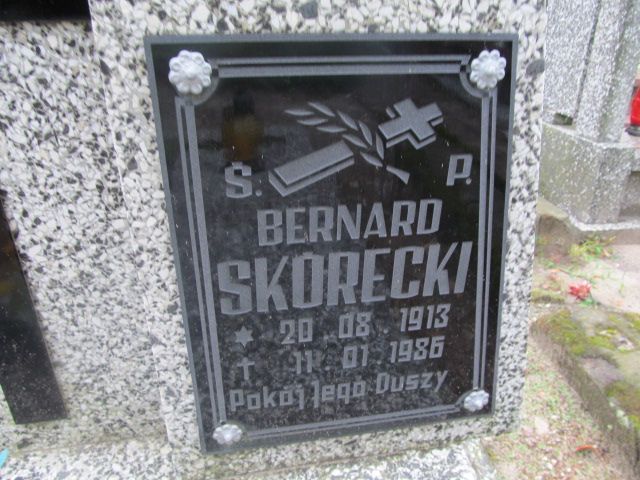 Ś. P.
BERNARD
SKORECKI
* 20 08 1913
† 11 01 1986
Pokój Jego Duszy